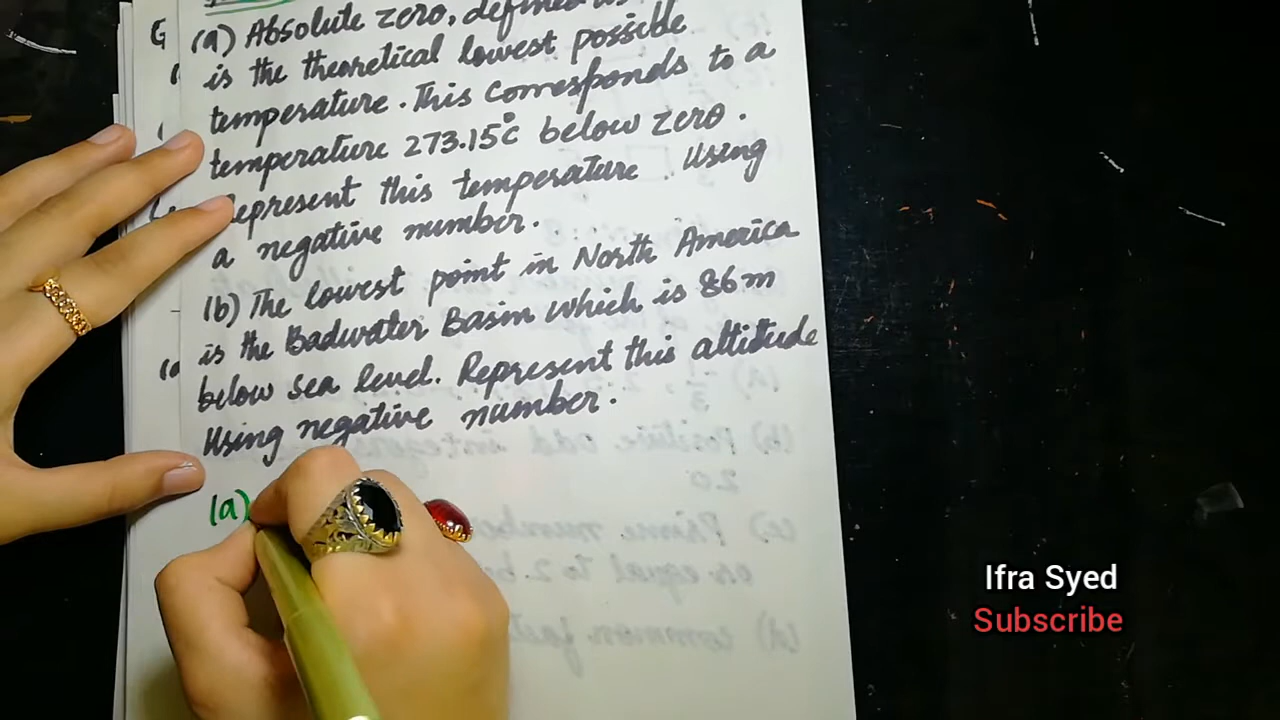 (a) Absolute zero, defined as
is the theoretical lowest possible
temperature. This corresponds to a
temperature 273.15°c below zero.
Represent this temperature using
a negative number.
(b) The lowest point in North America
is the Badwater Basin which is 86m
below sea level. Represent this altitude
Using negative number.
(a)
Ifra Syed
Subscribe